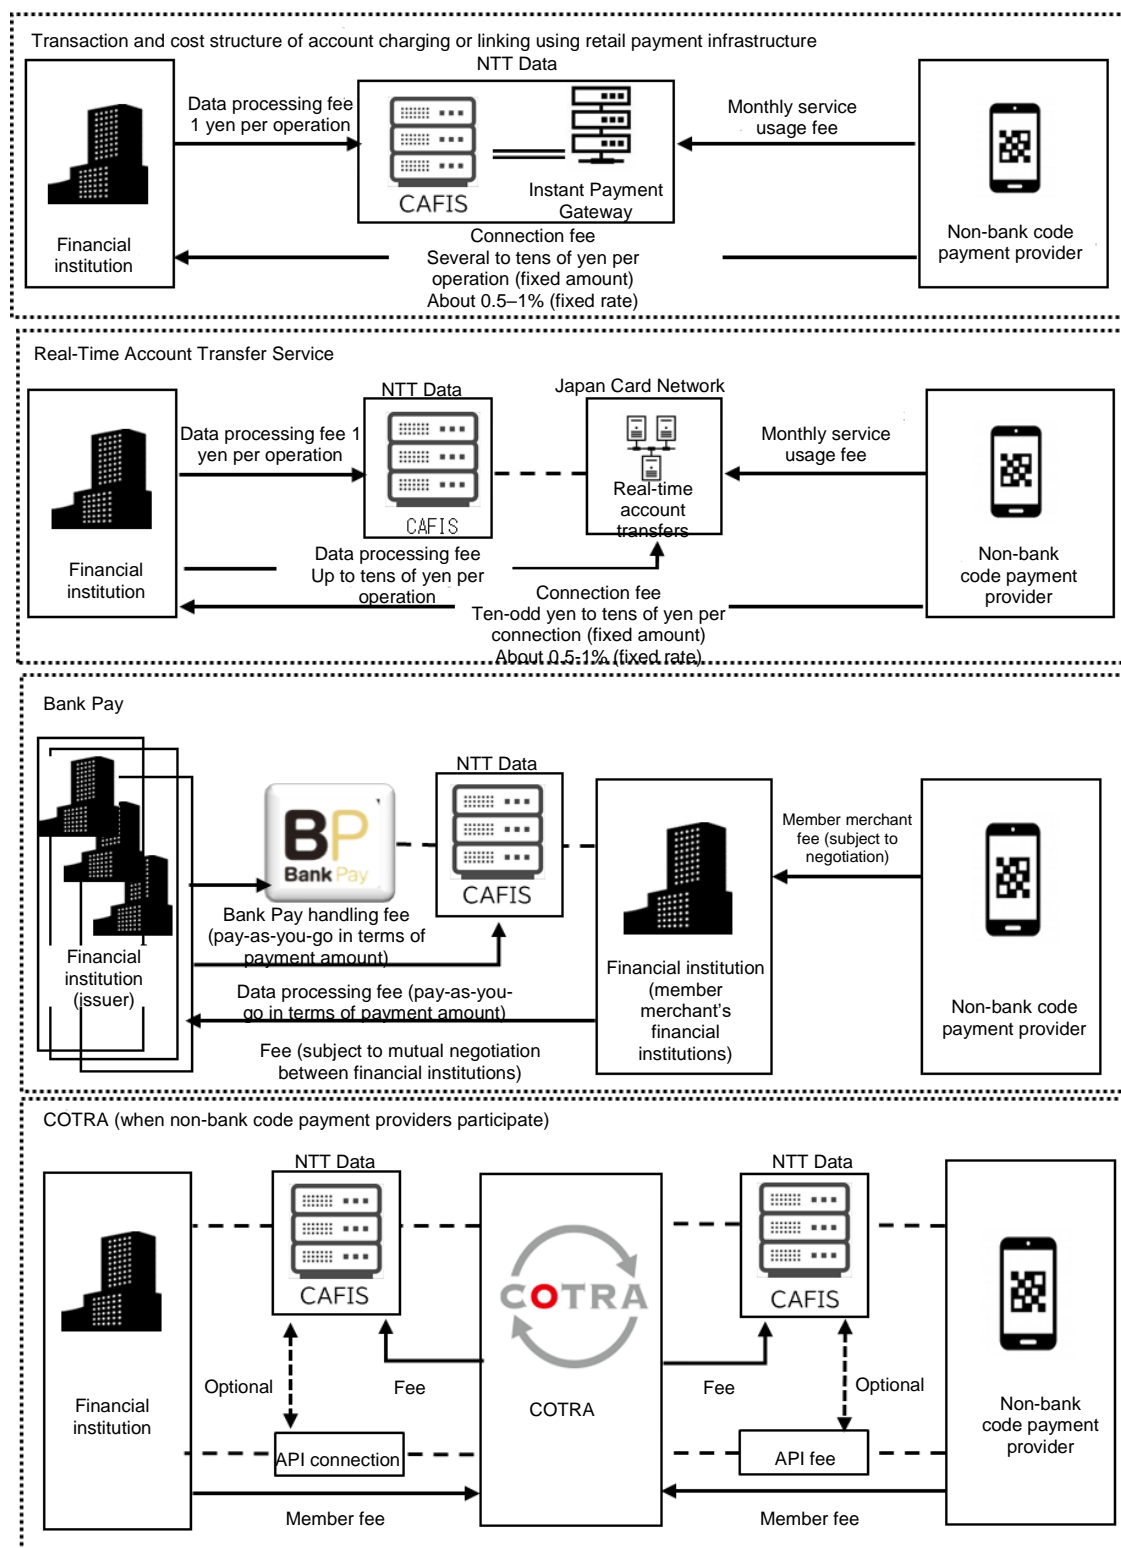 Transaction and cost structure of account charging or linking using retail payment infrastructure
NTT Data
Data processing fee
1 yen per operation
Monthly service
usage fee
CAFIS
Instant Payment
Gateway
Financial
institution
Connection fee
Several to tens of yen per
operation (fixed amount)
About 0.5–1% (fixed rate)
Non-bank code
payment provider
Real-Time Account Transfer Service
NTT Data
Japan Card Network
Data processing fee 1
yen per operation
Monthly service
usage fee
CAFIS
Real-time
account
transfers
Financial
institution
Data processing fee
Up to tens of yen per
operation
Connection fee
Ten-odd yen to tens of yen per
connection (fixed amount)
About 0.5-1% (fixed rate)
Non-bank
code payment
provider
Bank Pay
NTT Data
BP
Bank Pay
CAFIS
Member merchant
fee (subject to
negotiation)
Bank Pay handling fee
(pay-as-you-go in terms of
payment amount)
Financial
institution
(issuer)
Data processing fee (pay-as-you-
go in terms of payment amount)
Fee (subject to mutual negotiation
between financial institutions)
Financial institution
(member
merchant's
financial
institutions)
Non-bank code
payment provider
COTRA (when non-bank code payment providers participate)
NTT Data
NTT Data
CAFIS
COTRA
CAFIS
Optional
Fee
COTRA
Fee
Optional
Financial
institution
Non-bank
code payment
provider
API connection
API fee
Member fee
Member fee